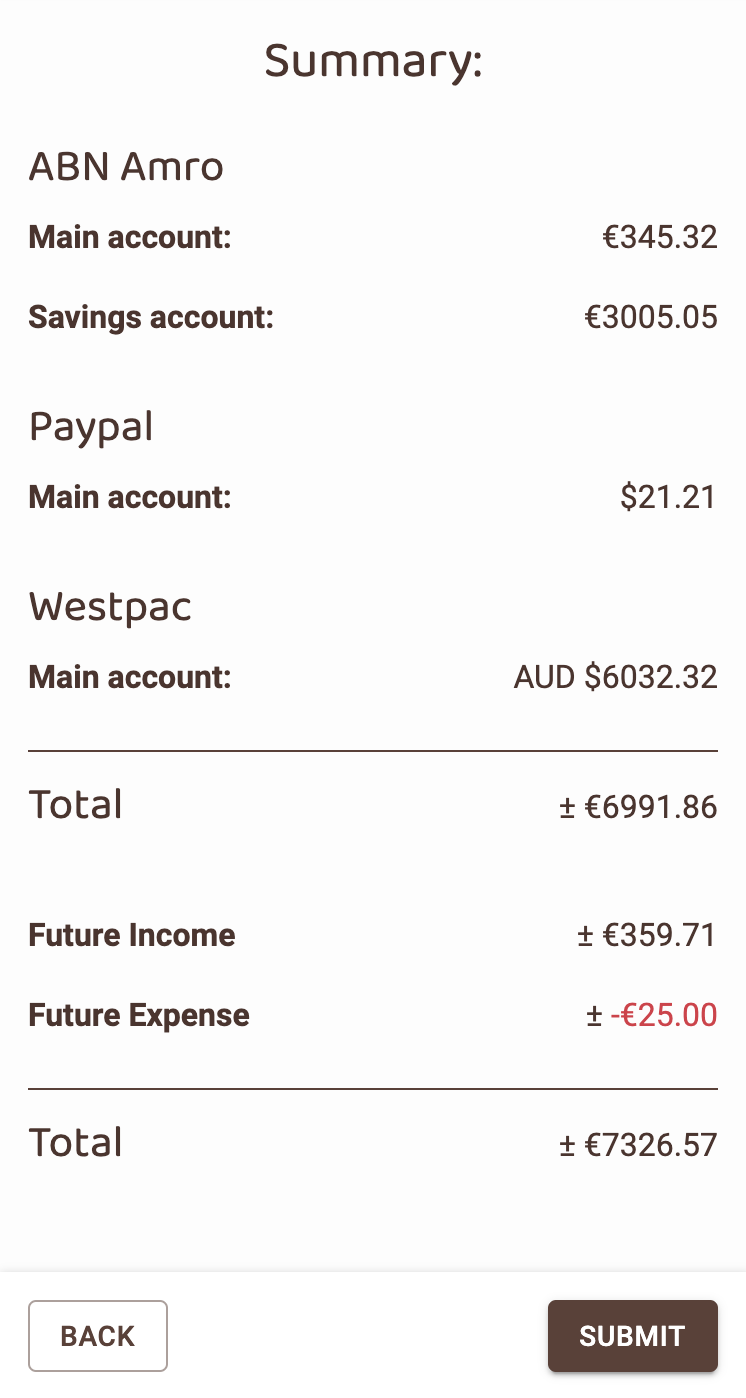 Summary:
ABN Amro
Main account: €345.32
Savings account: €3005.05
Paypal
Main account: $21.21
Westpac
Main account: AUD $6032.32
Total ± €6991.86
Future Income ± €359.71
Future Expense ± -€25.00
Total ± €7326.57
BACK SUBMIT